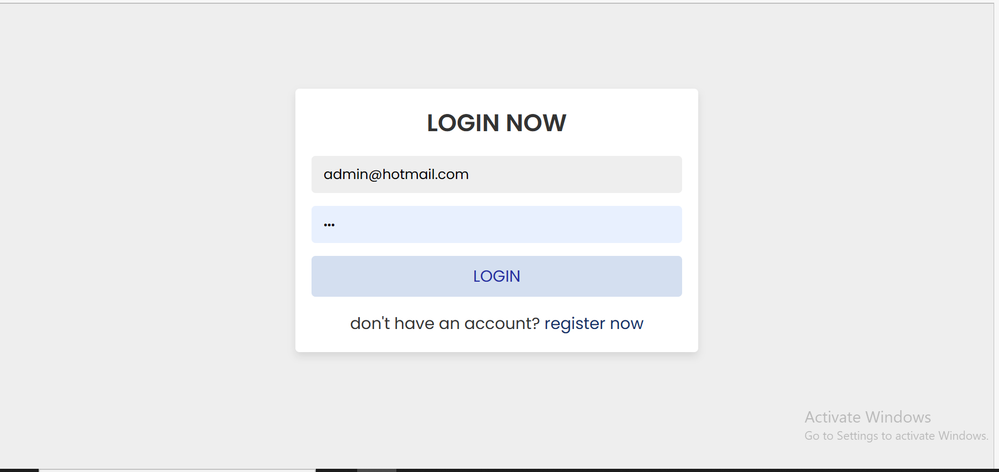 LOGIN NOW
admin@hotmail.com
•••
LOGIN
don't have an account? register now
Activate Windows
Go to Settings to activate Windows.